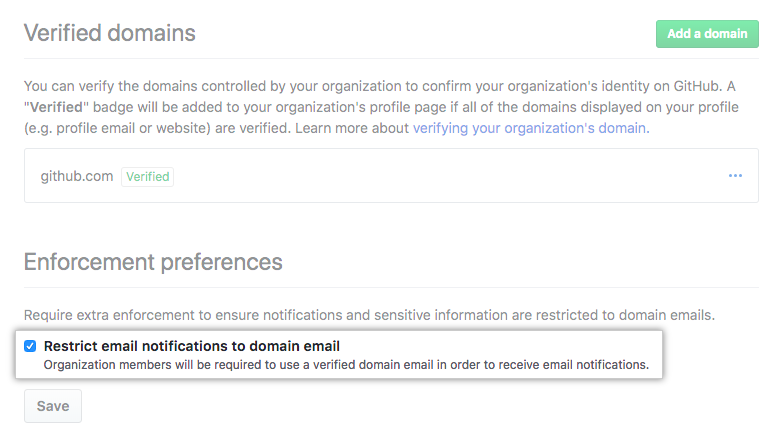 Verified domains
Add a domain
You can verify the domains controlled by your organization to confirm your organization's identity on GitHub. A
"Verified" badge will be added to your organization's profile page if all of the domains displayed on your profile
(e.g. profile email or website) are verified. Learn more about verifying your organization's domain.
github.com Verified
Enforcement preferences
Require extra enforcement to ensure notifications and sensitive information are restricted to domain emails.
Restrict email notifications to domain email
Organization members will be required to use a verified domain email in order to receive email notifications.
Save